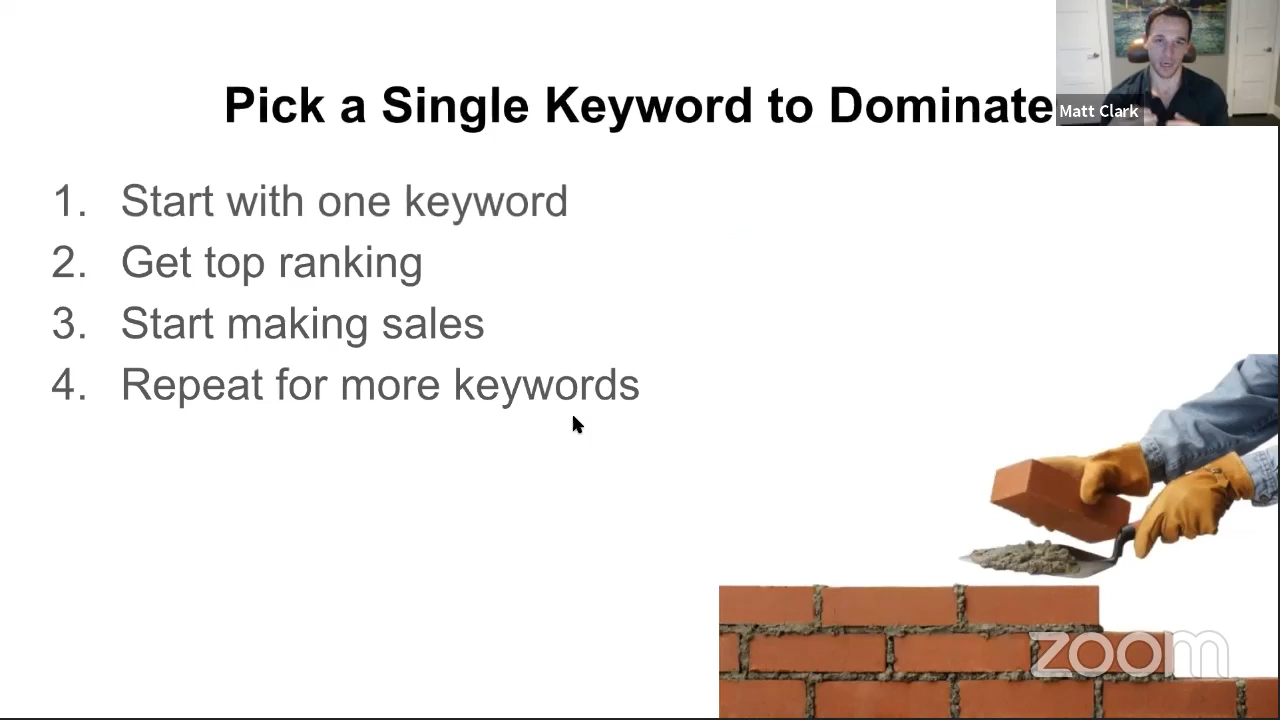 Pick a Single Keyword to Dominate
Matt Clark
1. Start with one keyword
2. Get top ranking
3. Start making sales
4. Repeat for more keywords
zoom